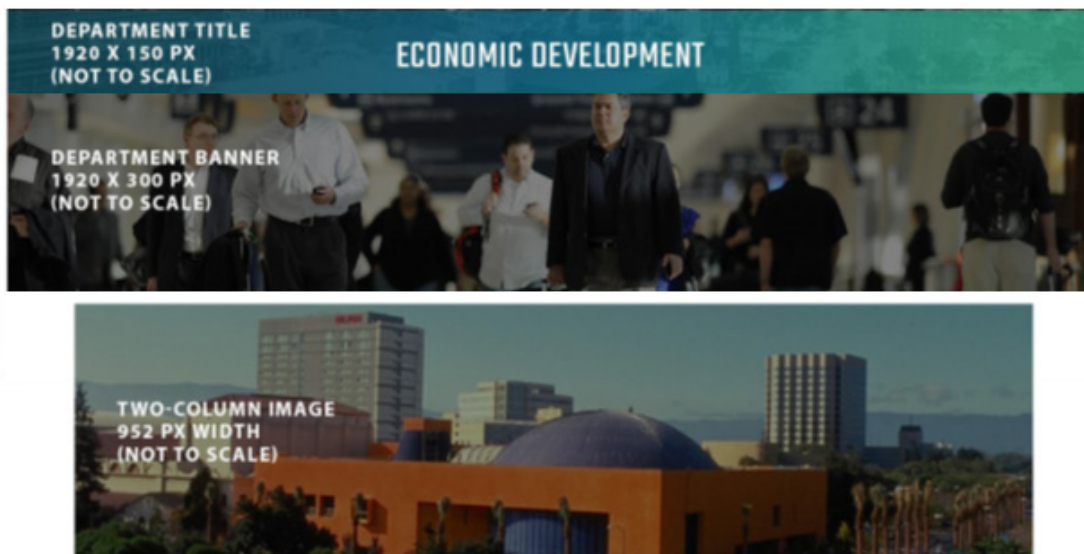 DEPARTMENT TITLE
1920 X 150 PX
(NOT TO SCALE)
ECONOMIC DEVELOPMENT
24
DEPARTMENT BANNER
1920 X 300 PX
(NOT TO SCALE)
TWO-COLUMN IMAGE
952 PX WIDTH
(NOT TO SCALE)